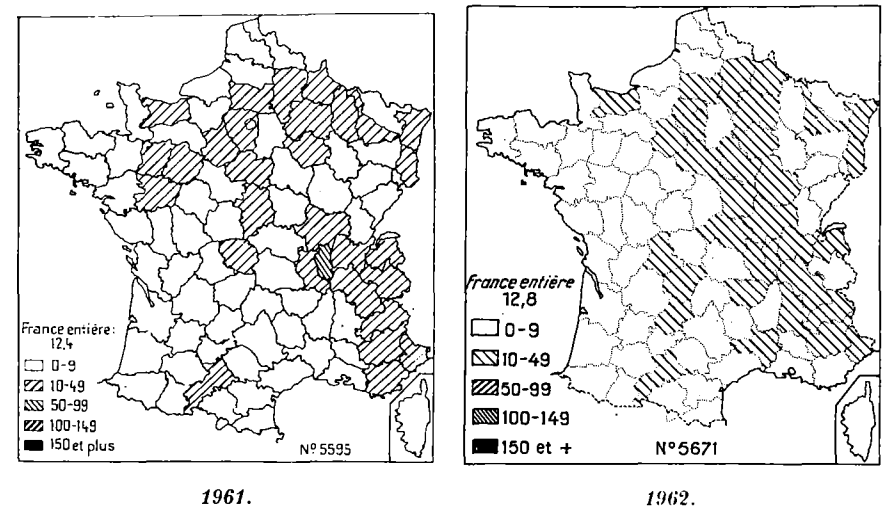 France entière:
12,4
0-9
10-49
50-99
100-149
150 et plus
N° 5595
1961.
France entière
12,8
0-9
10-49
50-99
100-149
150 et +
N° 5671
1962.